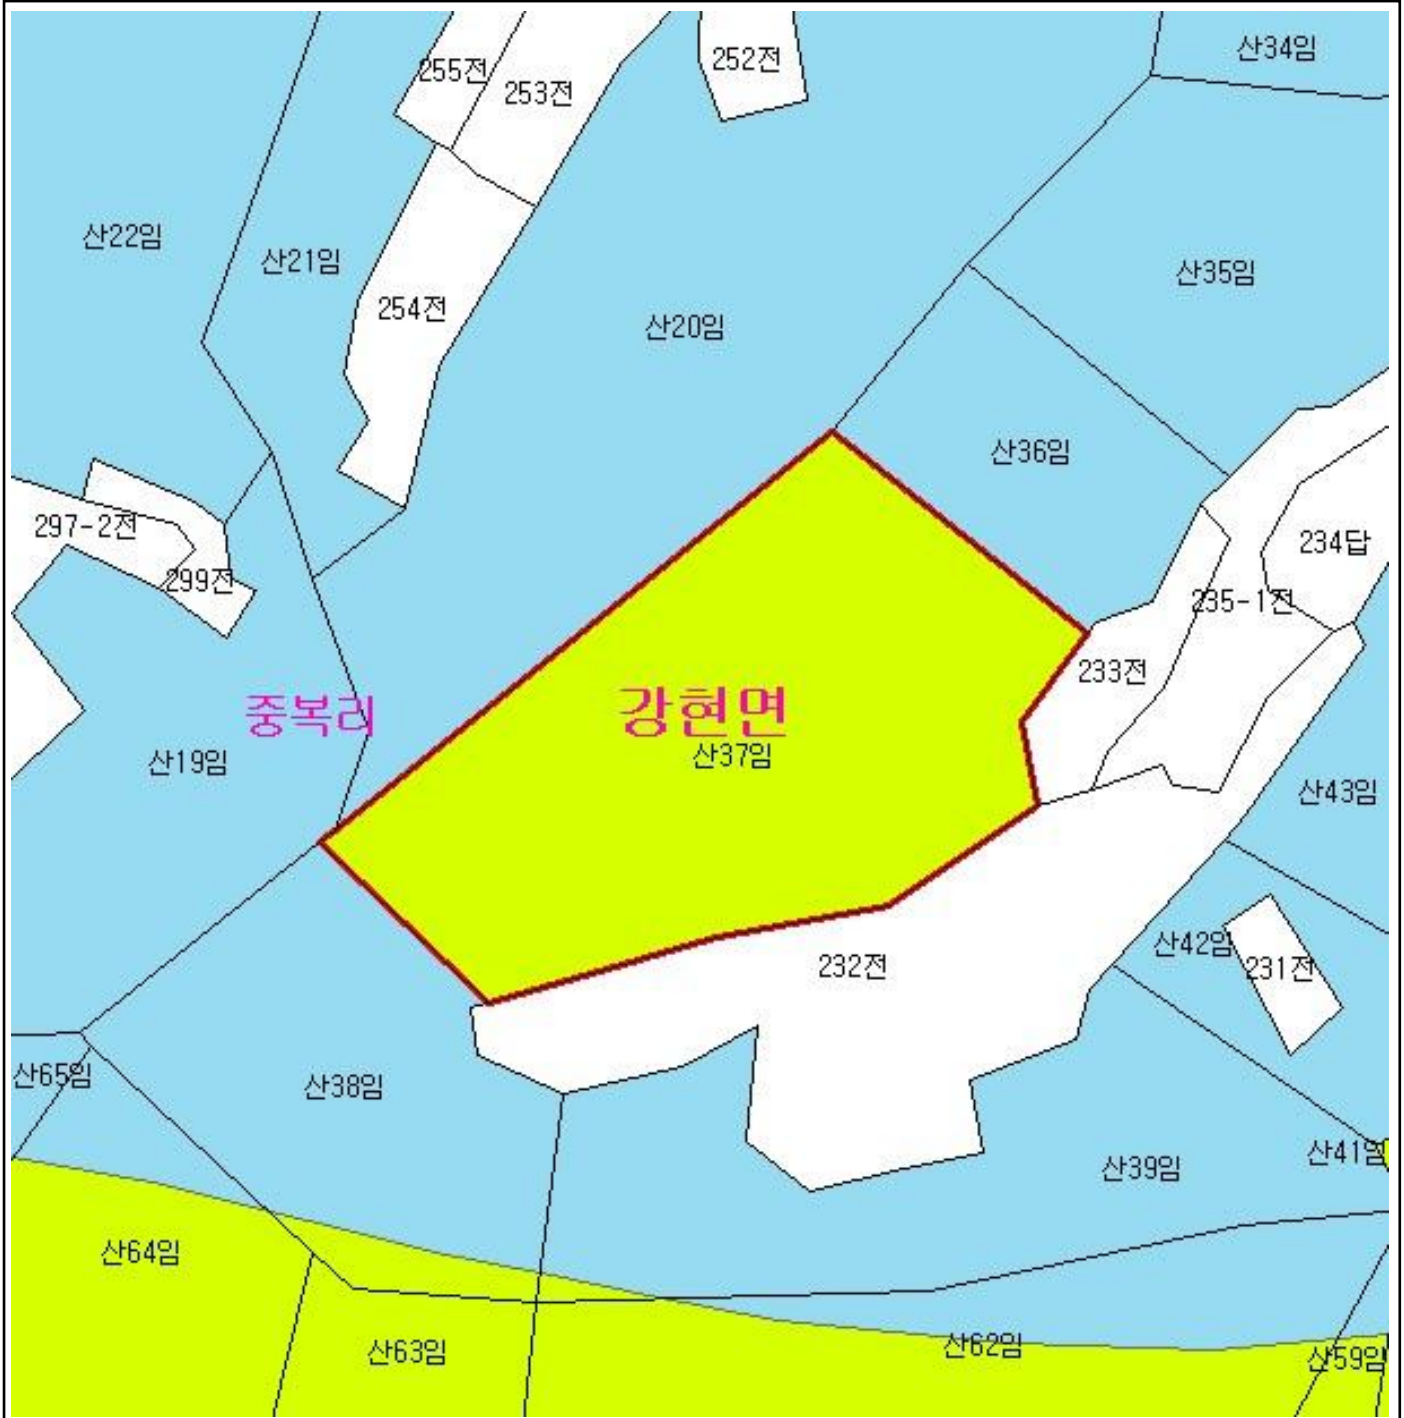 산34임
252전
255전
253전
산22임
산21임
산35임
254전
산20임
산36임
297-2전
234답
299전
235-1전
233전
중복리
강현면
산37임
산19임
산43임
산42임
232전
231전
산65임
산38임
산41임
산39임
산64임
산62임
산63임
산59임